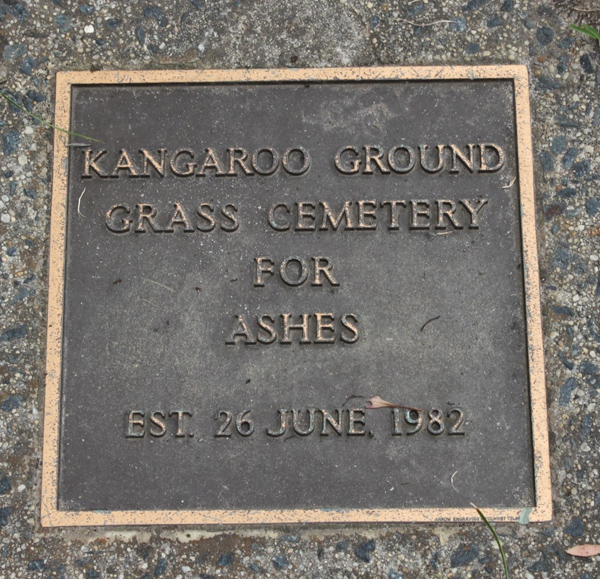 KANGAROO GROUND
GRASS CEMETERY
FOR
ASHES
EST. 26 JUNE, 1982